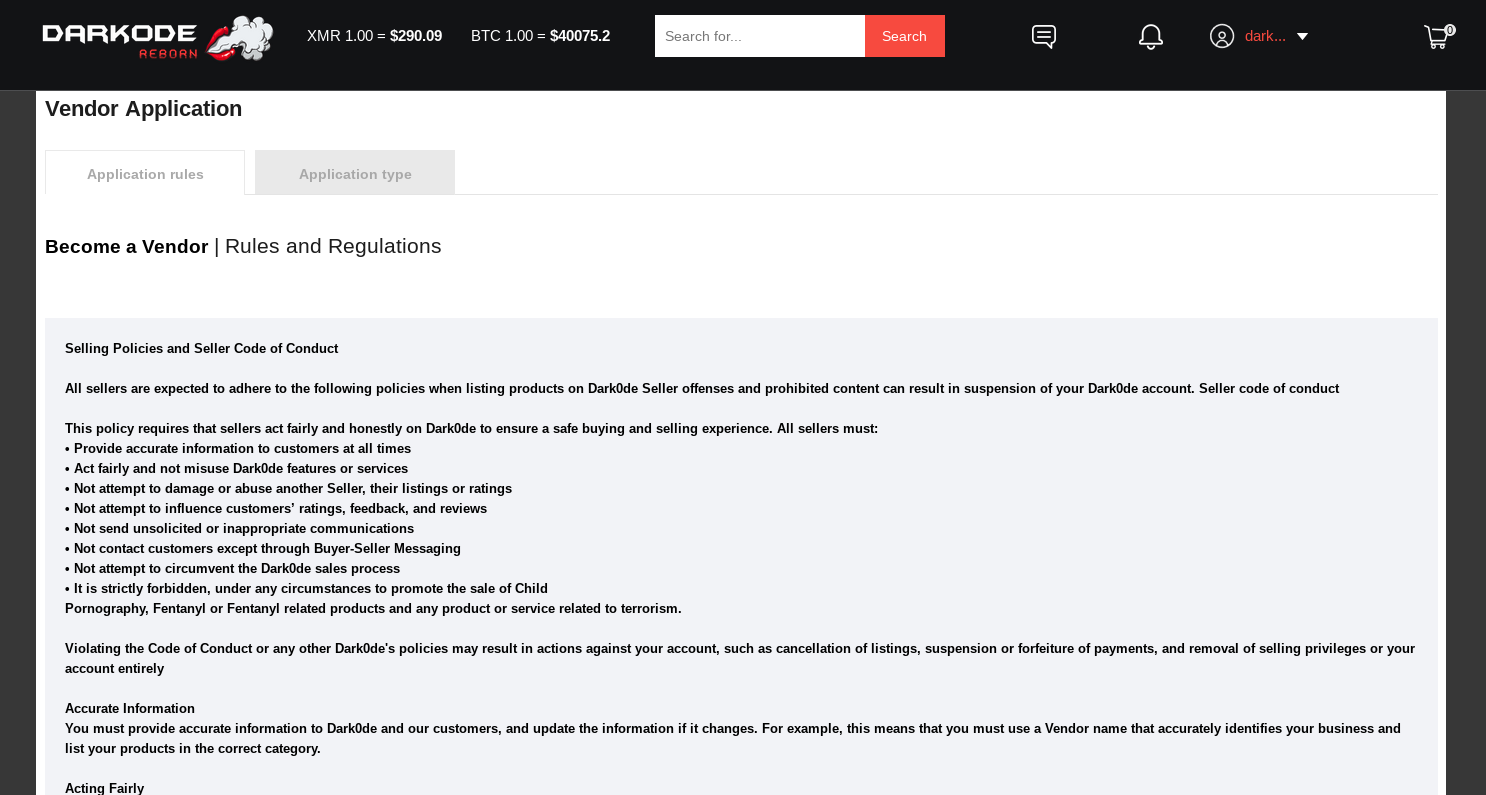 DARKODE
REBORN
XMR 1.00 = $290.09
BTC 1.00 = $40075.2
Search for...
Search
dark...
0
Vendor Application
Application rules
Application type
Become a Vendor | Rules and Regulations
Selling Policies and Seller Code of Conduct
All sellers are expected to adhere to the following policies when listing products on Dark0de Seller offenses and prohibited content can result in suspension of your Dark0de account. Seller code of conduct
This policy requires that sellers act fairly and honestly on Dark0de to ensure a safe buying and selling experience. All sellers must:
• Provide accurate information to customers at all times
• Act fairly and not misuse Dark0de features or services
• Not attempt to damage or abuse another Seller, their listings or ratings
• Not attempt to influence customers’ ratings, feedback, and reviews
• Not send unsolicited or inappropriate communications
• Not contact customers except through Buyer-Seller Messaging
• Not attempt to circumvent the Dark0de sales process
• It is strictly forbidden, under any circumstances to promote the sale of Child
Pornography, Fentanyl or Fentanyl related products and any product or service related to terrorism.
Violating the Code of Conduct or any other Dark0de's policies may result in actions against your account, such as cancellation of listings, suspension or forfeiture of payments, and removal of selling privileges or your
account entirely
Accurate Information
You must provide accurate information to Dark0de and our customers, and update the information if it changes. For example, this means that you must use a Vendor name that accurately identifies your business and
list your products in the correct category.
Acting Fairly